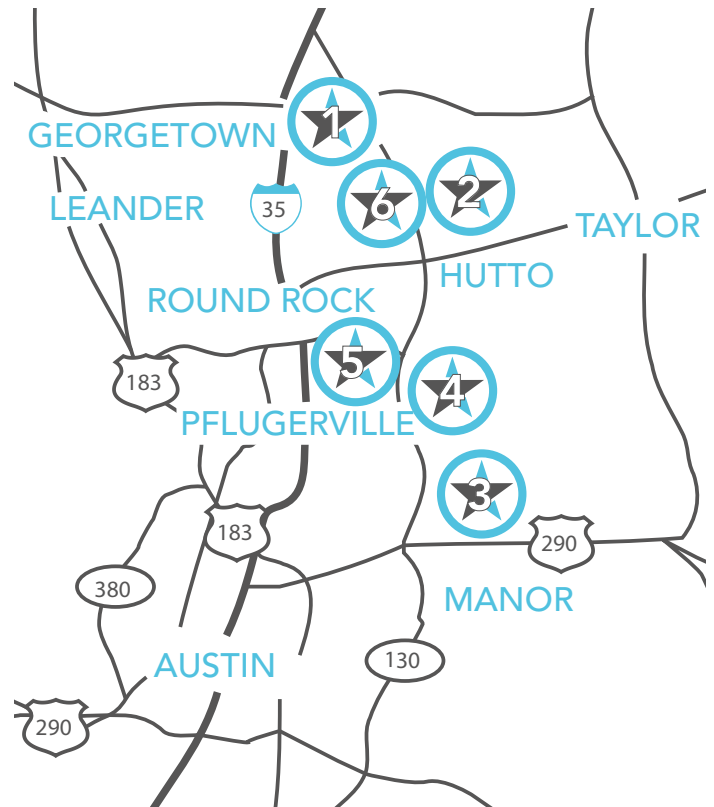 1
GEORGETOWN
6
2
LEANDER
35
TAYLOR
HUTTO
ROUND ROCK
5
183
4
PFLUGERVILLE
3
183
290
380
MANOR
AUSTIN
130
290